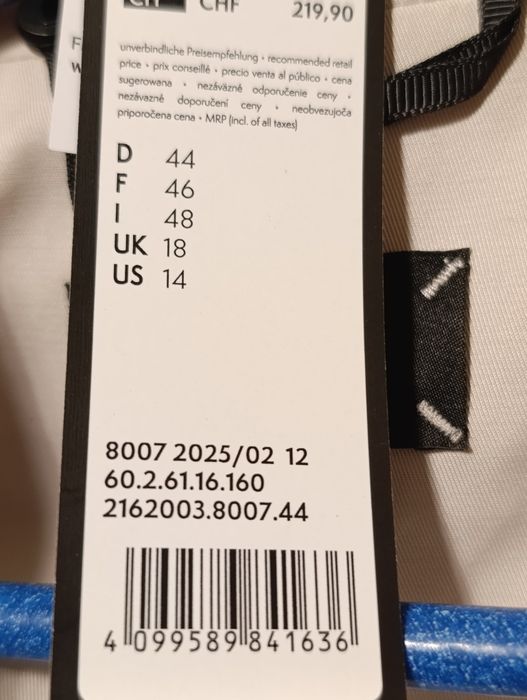 CH CHF 219,90
unverbindliche Preisempfehlung • recommended retail
price • prix conseillé • precio venta al público • cena
sugerowana • nezáväzné odporučenie ceny •
nezávazné doporučení ceny • neobvezujoča
priporočena cena • MRP (incl. of all taxes)
D 44
F 46
I 48
UK 18
US 14
8007 2025/02 12
60.2.61.16.160
2162003.8007.44
4 099589 841636